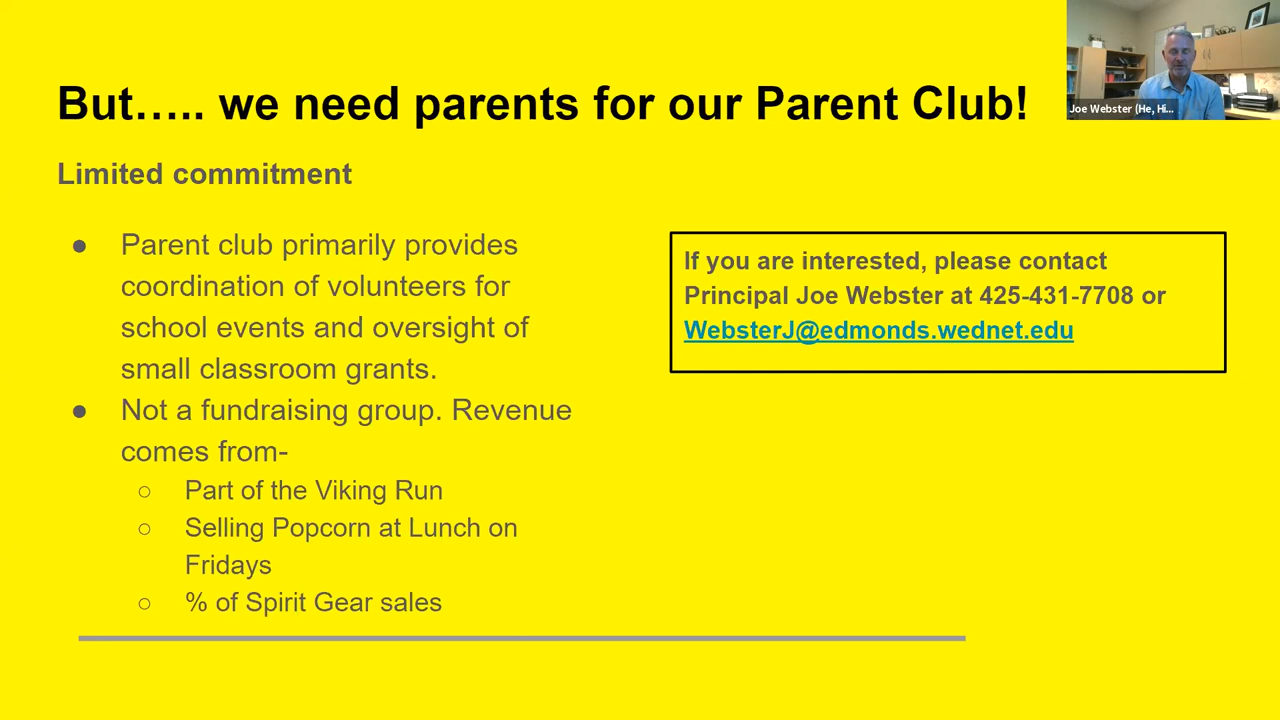 But….. we need parents for our Parent Club!
Joe Webster (He, Hi...
Limited commitment
● Parent club primarily provides
coordination of volunteers for
school events and oversight of
small classroom grants.
● Not a fundraising group. Revenue
comes from-
○ Part of the Viking Run
○ Selling Popcorn at Lunch on
Fridays
○ % of Spirit Gear sales
If you are interested, please contact
Principal Joe Webster at 425-431-7708 or
WebsterJ@edmonds.wednet.edu